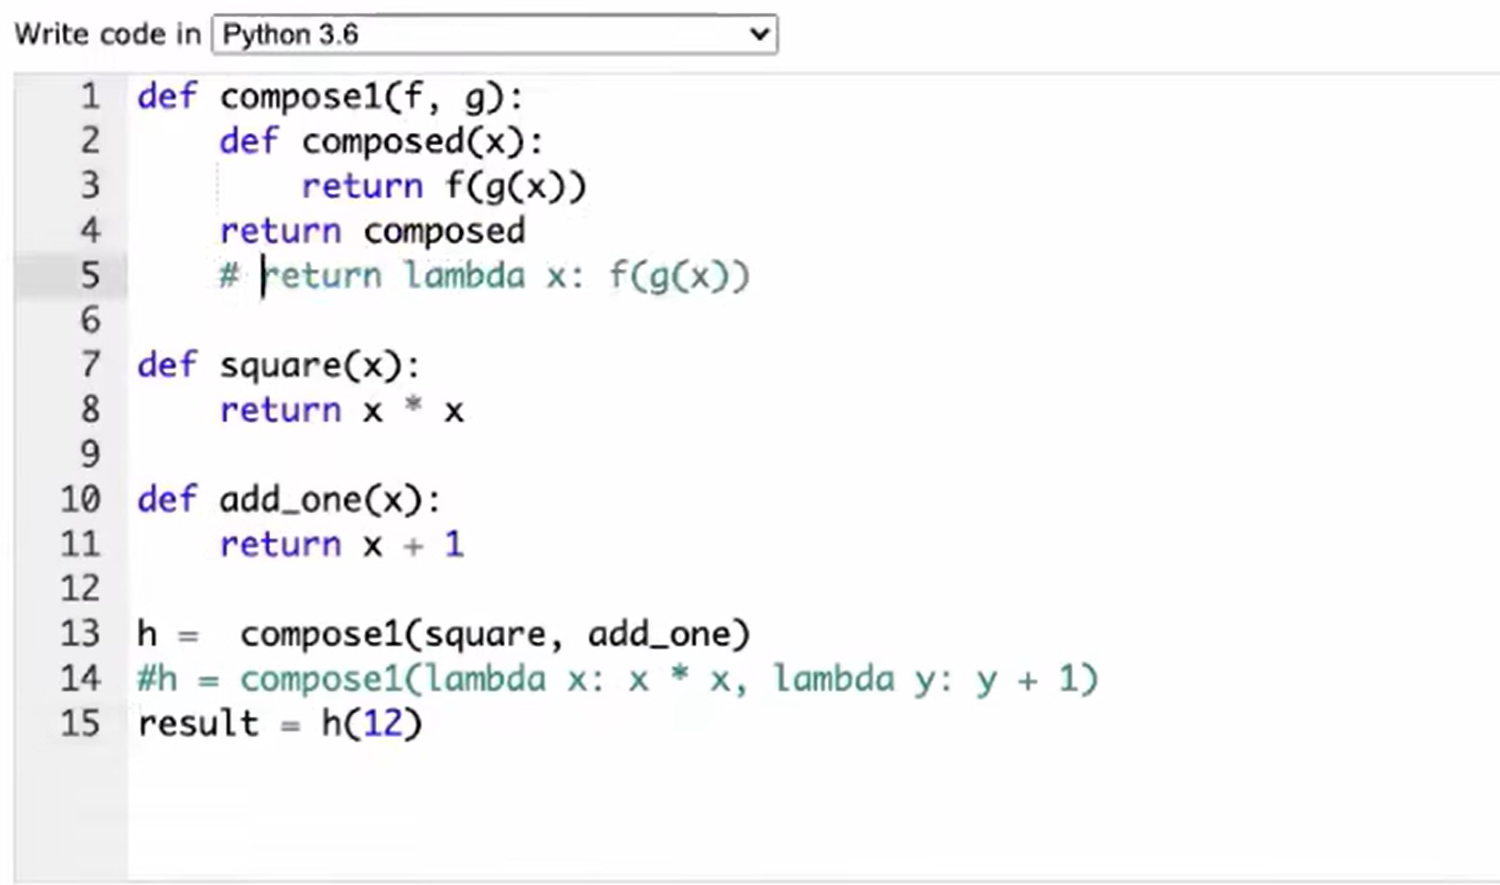 Write code in Python 3.6
1 def compose1(f, g):
2     def composed(x):
3         return f(g(x))
4     return composed
5     # return lambda x: f(g(x))
6
7 def square(x):
8     return x * x
9
10 def add_one(x):
11     return x + 1
12
13 h =  compose1(square, add_one)
14 #h = compose1(lambda x: x * x, lambda y: y + 1)
15 result = h(12)